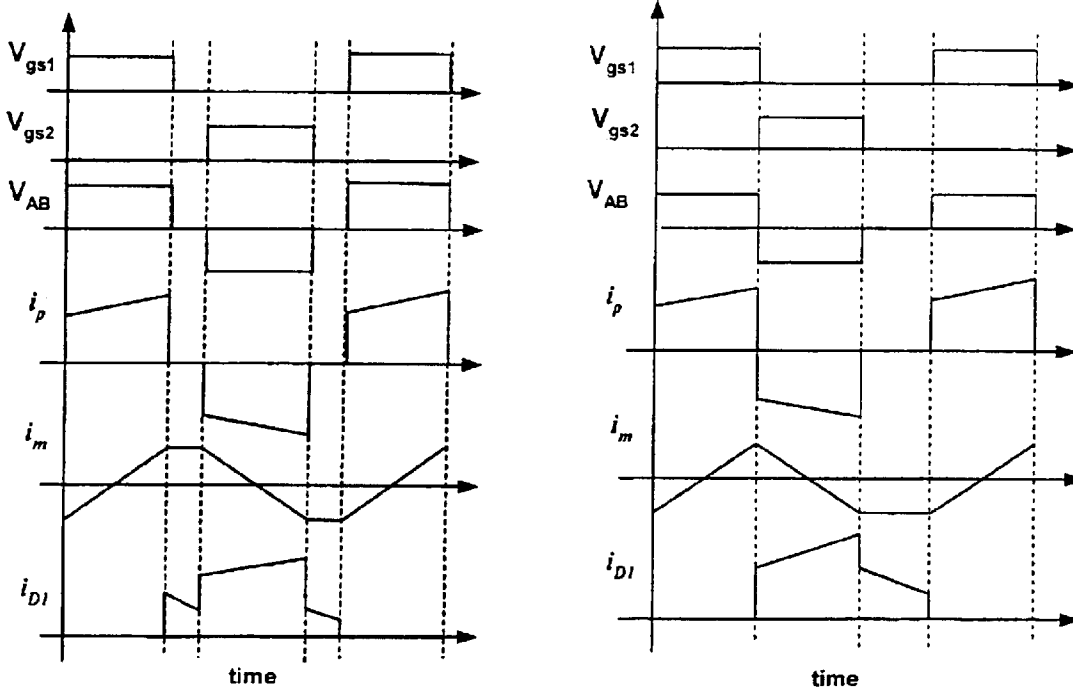 V_gs1
V_gs2
V_AB
i_p
i_m
i_D1
time
V_gs1
V_gs2
V_AB
i_p
i_m
i_D1
time